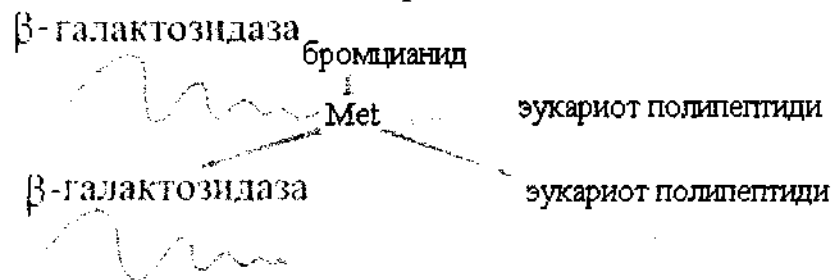 β-галактозидаза
бромцианид
Met эукариот полипептиди
β-галактозидаза эукариот полипептиди